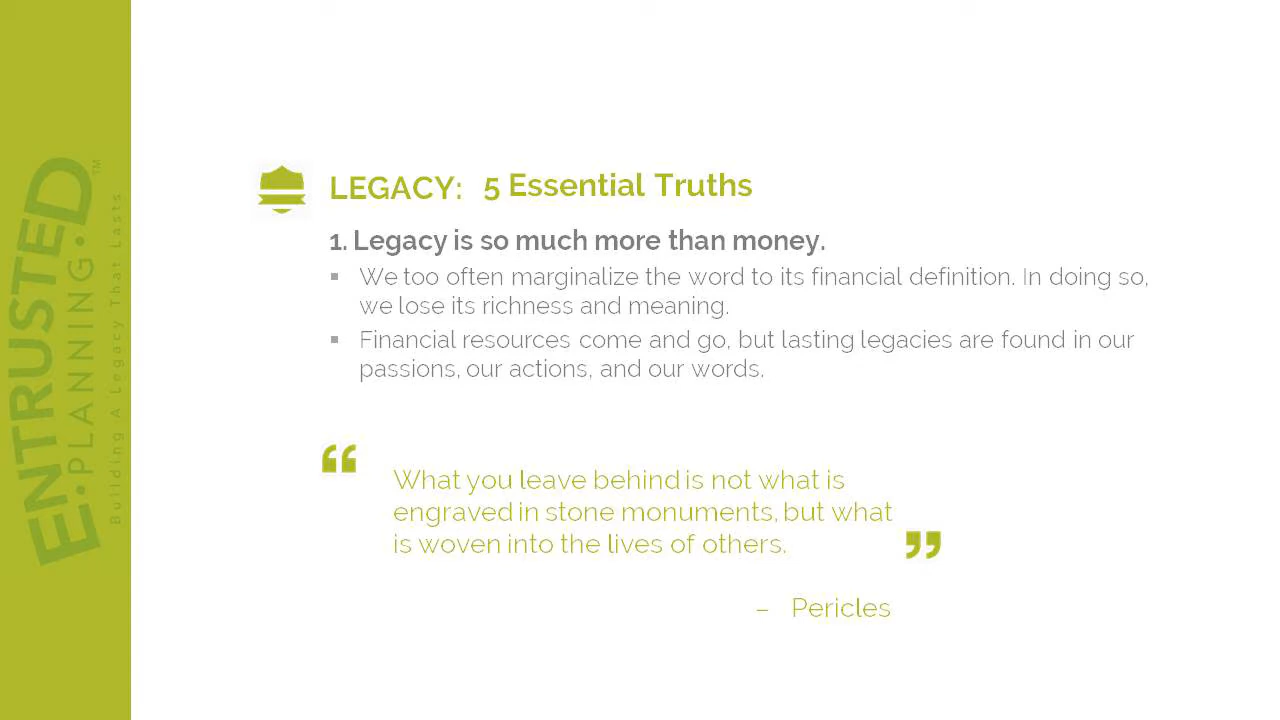 ENTRUSTED
E.PLANNING.D™
Building A Legacy That Lasts
LEGACY: 5 Essential Truths
1. Legacy is so much more than money.
▪ We too often marginalize the word to its financial definition. In doing so,
we lose its richness and meaning.
▪ Financial resources come and go, but lasting legacies are found in our
passions, our actions, and our words.
“
What you leave behind is not what is
engraved in stone monuments, but what
is woven into the lives of others.
”
– Pericles